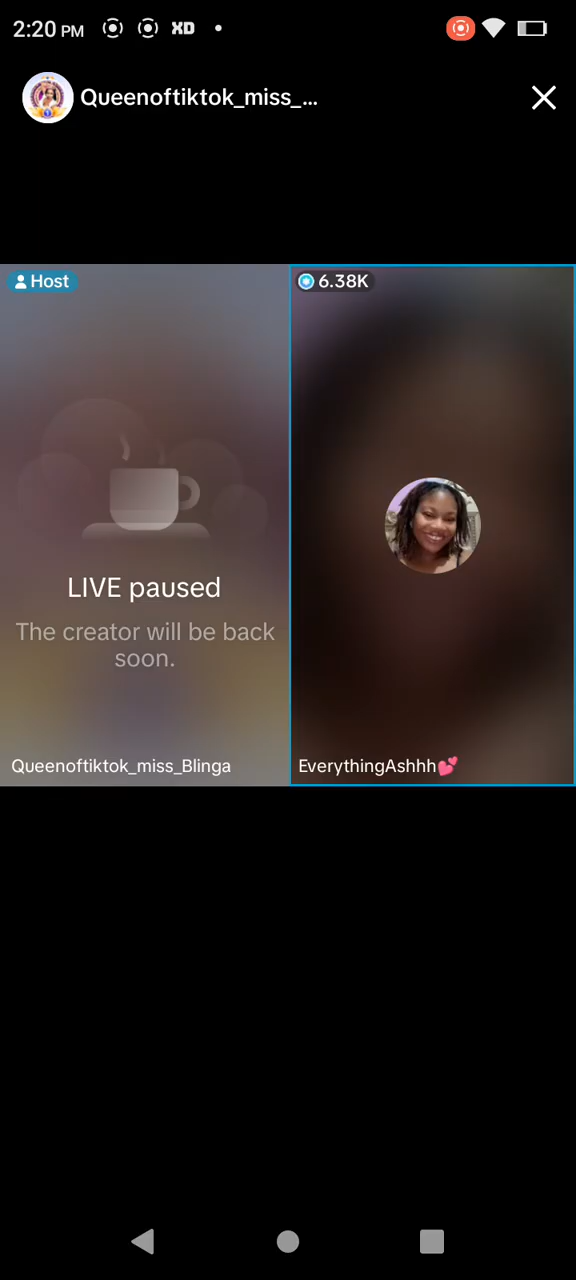 2:20 PM XD
Queenoftiktok_miss_...
Host
6.38K
LIVE paused
The creator will be back
soon.
Queenoftiktok_miss_Blinga
EverythingAshhh💕